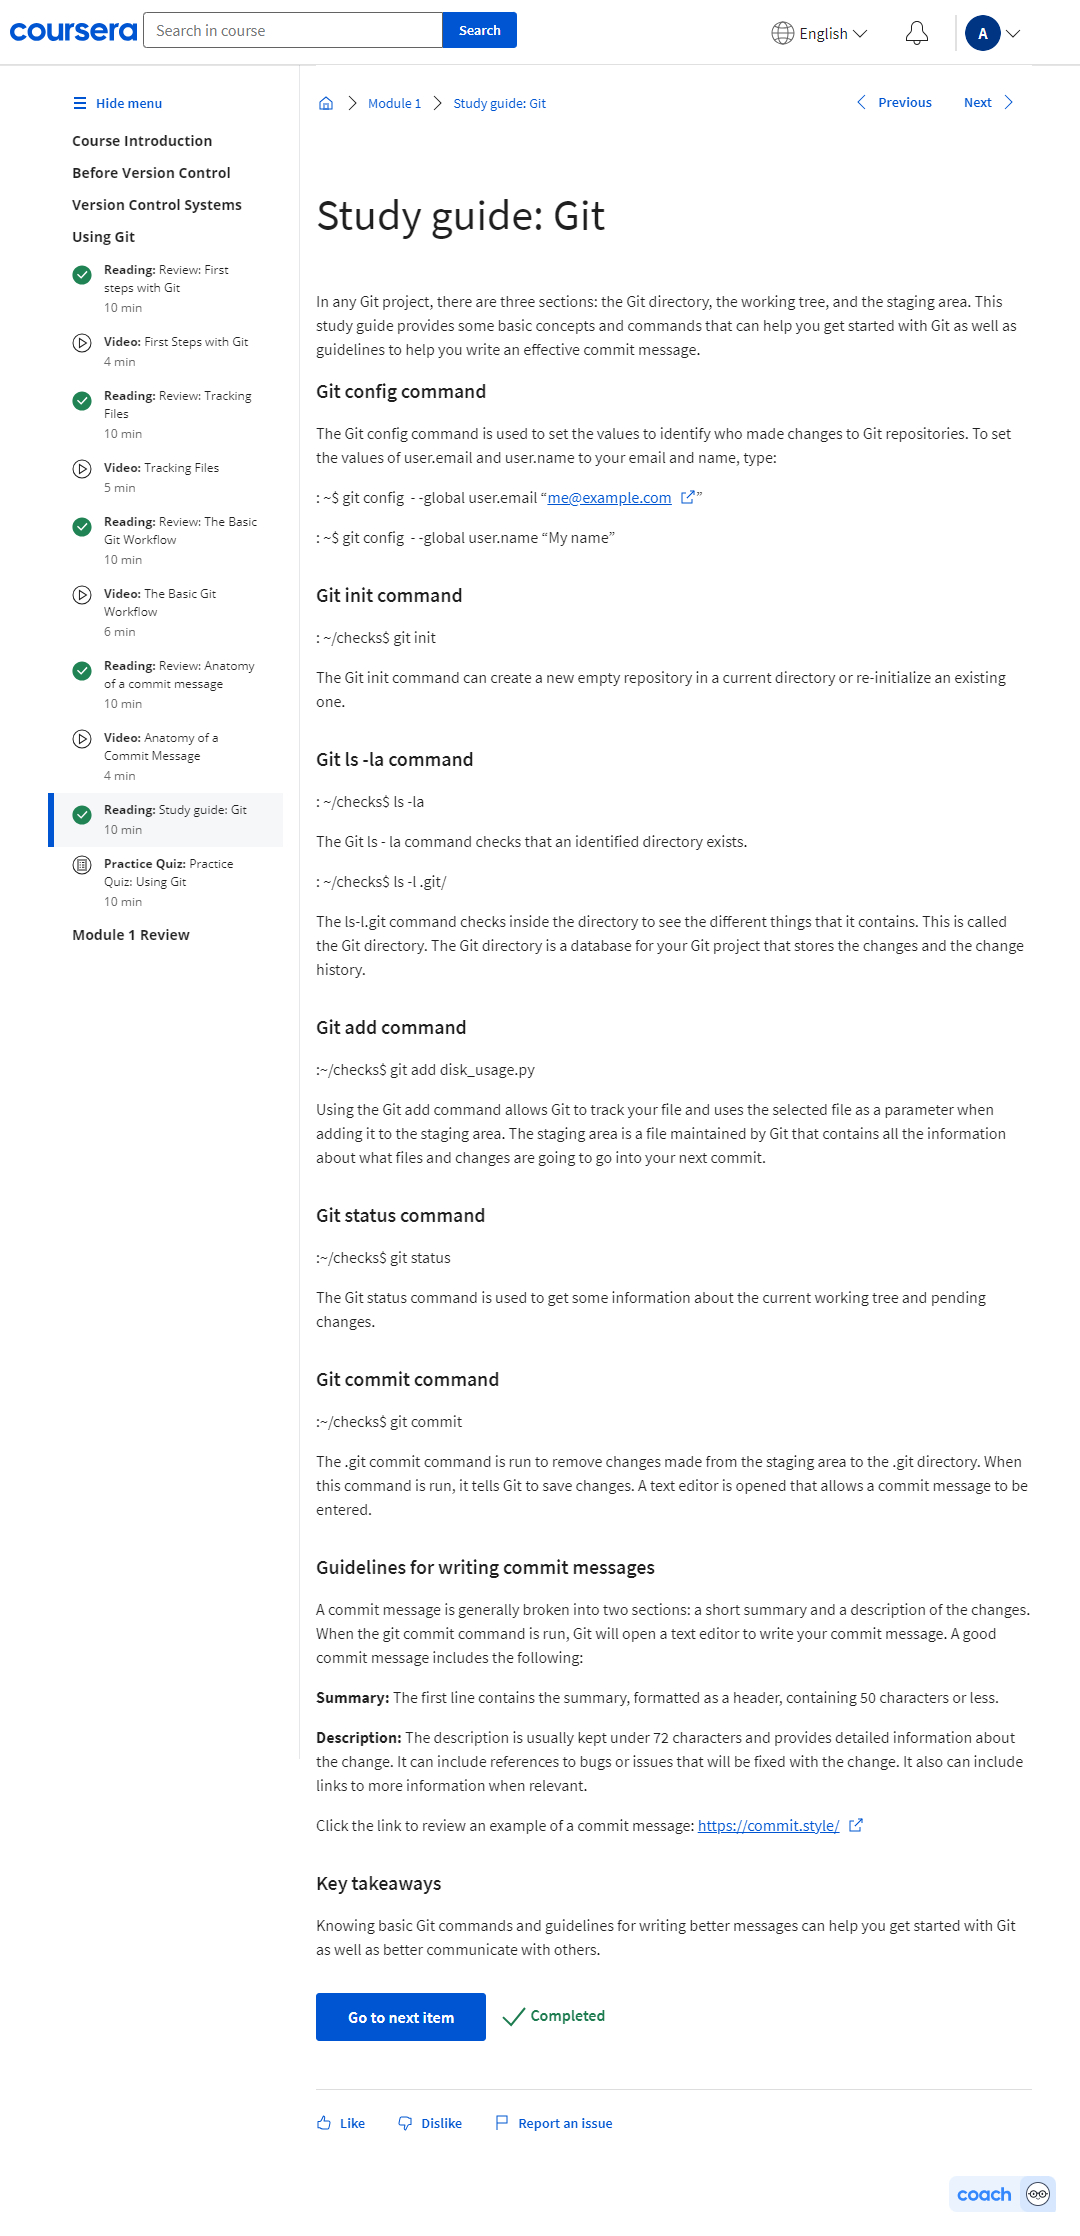 coursera
Search in course
Search
English
A
Hide menu
Course Introduction
Before Version Control
Version Control Systems
Using Git
Reading: Review: First
steps with Git
10 min
Video: First Steps with Git
4 min
Reading: Review: Tracking
Files
10 min
Video: Tracking Files
5 min
Reading: Review: The Basic
Git Workflow
10 min
Video: The Basic Git
Workflow
6 min
Reading: Review: Anatomy
of a commit message
10 min
Video: Anatomy of a
Commit Message
4 min
Reading: Study guide: Git
10 min
Practice Quiz: Practice
Quiz: Using Git
10 min
Module 1 Review
Module 1
Study guide: Git
Previous
Next
Study guide: Git
In any Git project, there are three sections: the Git directory, the working tree, and the staging area. This
study guide provides some basic concepts and commands that can help you get started with Git as well as
guidelines to help you write an effective commit message.
Git config command
The Git config command is used to set the values to identify who made changes to Git repositories. To set
the values of user.email and user.name to your email and name, type:
: ~$ git config  - -global user.email “me@example.com ”
: ~$ git config  - -global user.name “My name”
Git init command
: ~/checks$ git init
The Git init command can create a new empty repository in a current directory or re-initialize an existing
one.
Git ls -la command
: ~/checks$ ls -la
The Git ls - la command checks that an identified directory exists.
: ~/checks$ ls -l .git/
The ls-l.git command checks inside the directory to see the different things that it contains. This is called
the Git directory. The Git directory is a database for your Git project that stores the changes and the change
history.
Git add command
:~/checks$ git add disk_usage.py
Using the Git add command allows Git to track your file and uses the selected file as a parameter when
adding it to the staging area. The staging area is a file maintained by Git that contains all the information
about what files and changes are going to go into your next commit.
Git status command
:~/checks$ git status
The Git status command is used to get some information about the current working tree and pending
changes.
Git commit command
:~/checks$ git commit
The .git commit command is run to remove changes made from the staging area to the .git directory. When
this command is run, it tells Git to save changes. A text editor is opened that allows a commit message to be
entered.
Guidelines for writing commit messages
A commit message is generally broken into two sections: a short summary and a description of the changes.
When the git commit command is run, Git will open a text editor to write your commit message. A good
commit message includes the following:
Summary: The first line contains the summary, formatted as a header, containing 50 characters or less.
Description: The description is usually kept under 72 characters and provides detailed information about
the change. It can include references to bugs or issues that will be fixed with the change. It also can include
links to more information when relevant.
Click the link to review an example of a commit message: https://commit.style/
Key takeaways
Knowing basic Git commands and guidelines for writing better messages can help you get started with Git
as well as better communicate with others.
Go to next item
Completed
Like
Dislike
Report an issue
coach